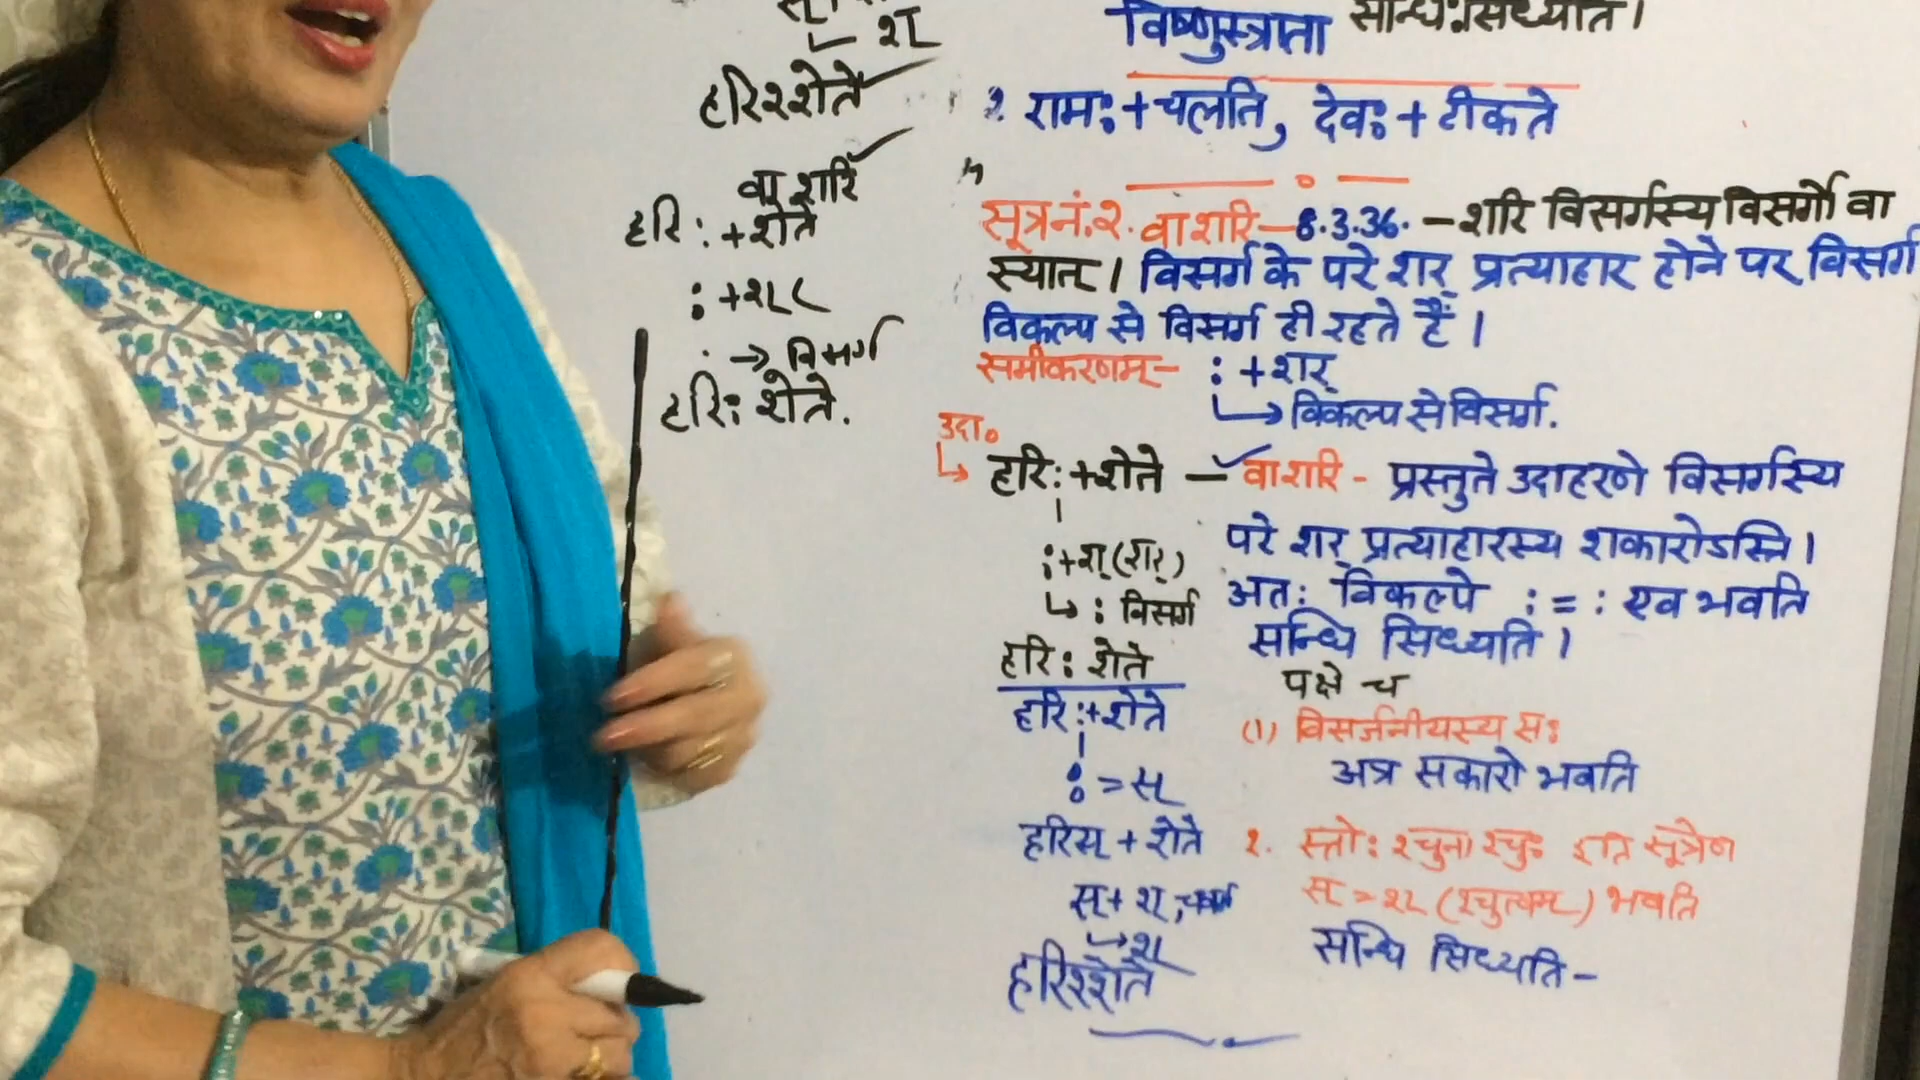 श्
हरिश्शेते
वा शरि
हरि: + शेते
: + श्
: → विसर्ग
हरि: शेते.
विष्णुस्त्राता सन्धि: सिध्यति।
२. राम: + चलति, देव: + टीकते
सूत्र नं. २. वा शरि – 8.3.36. – शरि विसर्गस्य विसर्गो वा
स्यात्। विसर्ग के परे शर् प्रत्याहार होने पर विसर्ग
विकल्प से विसर्ग ही रहते हैं।
समीकरणम् – : + शर्
→ विकल्प से विसर्ग.
उदा०
→ हरि: + शेते – वा शरि - प्रस्तुते उदाहरणे विसर्गस्य
परे शर् प्रत्याहारस्य शकारोऽस्ति।
: + श् (शर्)
अत: विकल्पे : = : एव भवति
↳ : विसर्ग
सन्धि सिध्यति।
हरि: शेते
पक्षे च
हरि: + शेते
(1) विसर्जनीयस्य स:
: = स्
अत्र सकारो भवति
हरिस् + शेते
२. स्तो: श्चुना श्चु: इति सूत्रेण
स् + श्, चवर्ग
स् > श् (श्चुत्वम्) भवति
↳ श्
सन्धि सिध्यति –
हरिश्शेते